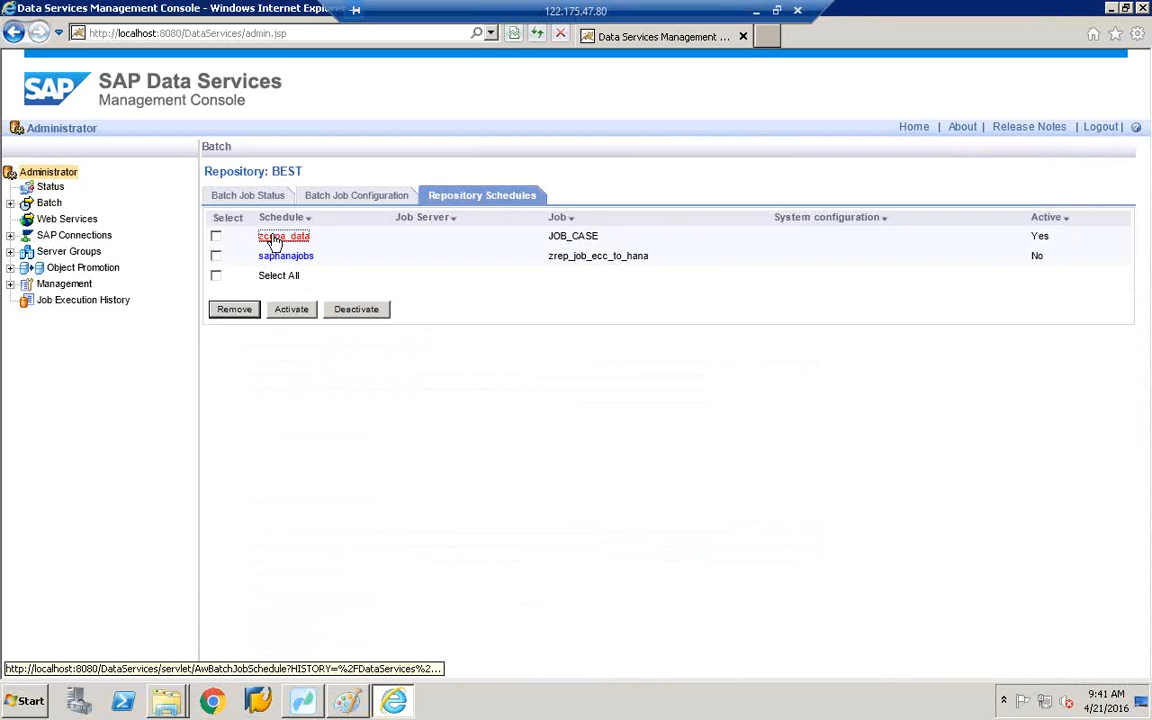 Data Services Management Console - Windows Internet Expl
122.175.47.80
http://localhost:8080/DataServices/admin.jsp
Data Services Management ...
SAP
SAP Data Services
Management Console
Administrator
Home | About | Release Notes | Logout |
Administrator
Status
Batch
Web Services
SAP Connections
Server Groups
Object Promotion
Management
Job Execution History
Batch
Repository: BEST
Batch Job Status
Batch Job Configuration
Repository Schedules
Select Schedule Job Server Job System configuration Active
JOB_CASE Yes
saphanajobs zrep_job_ecc_to_hana No
Select All
Remove Activate Deactivate
http://localhost:8080/DataServices/servlet/AwBatchJobSchedule?HISTORY=%2FDataServices%2...
Start
9:41 AM
4/21/2016